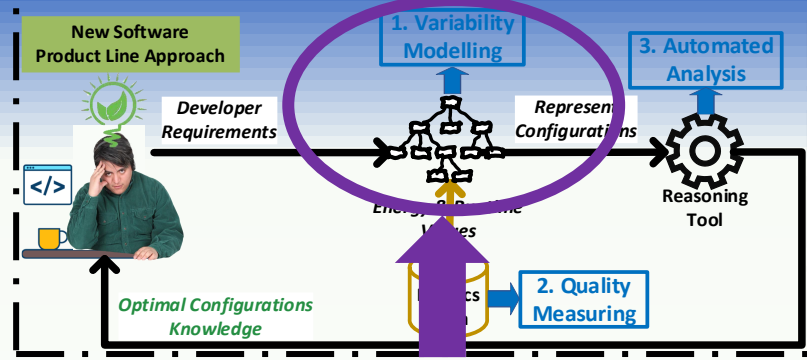 New Software
Product Line Approach
1. Variability
Modelling
3. Automated
Analysis
Developer
Requirements
Represent
Configurations
</>
Reasoning
Tool
Energy
2. Quality
Measuring
Optimal Configurations
Knowledge